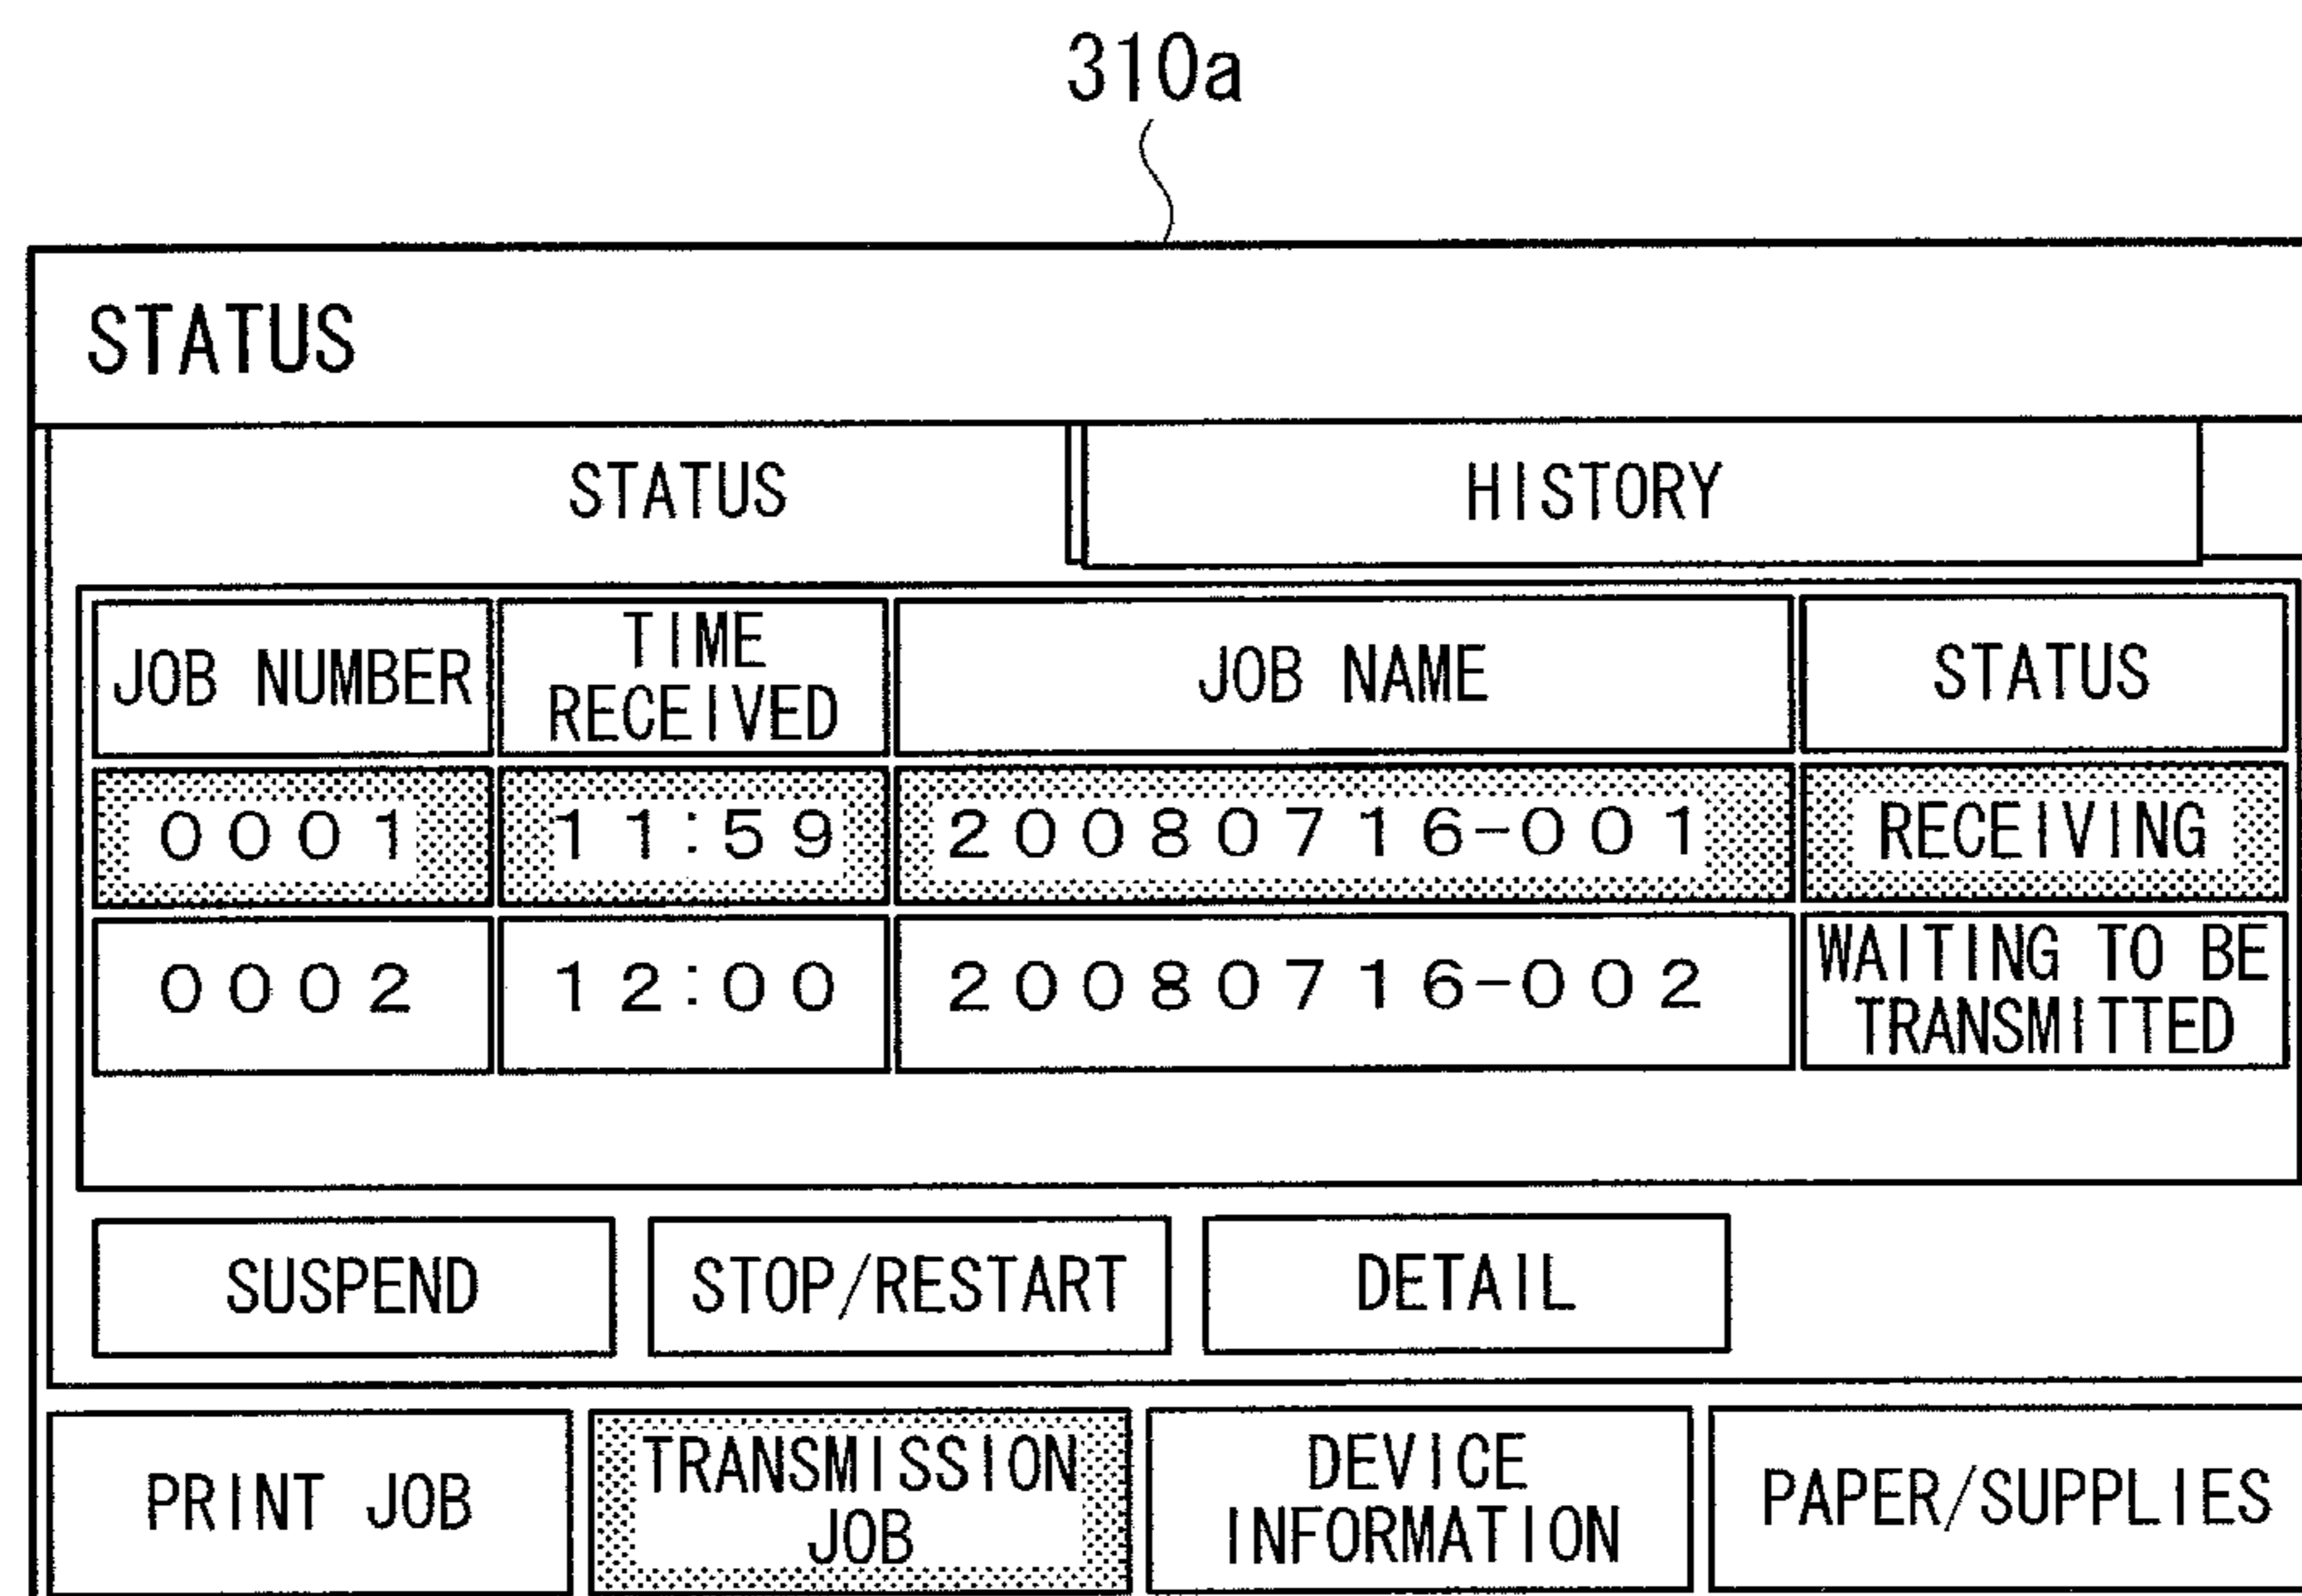 310a
STATUS
STATUS HISTORY
JOB NUMBER TIME RECEIVED JOB NAME STATUS
0001 11:59 20080716-001 RECEIVING
0002 12:00 20080716-002 WAITING TO BE TRANSMITTED
SUSPEND STOP/RESTART DETAIL
PRINT JOB TRANSMISSION JOB DEVICE INFORMATION PAPER/SUPPLIES